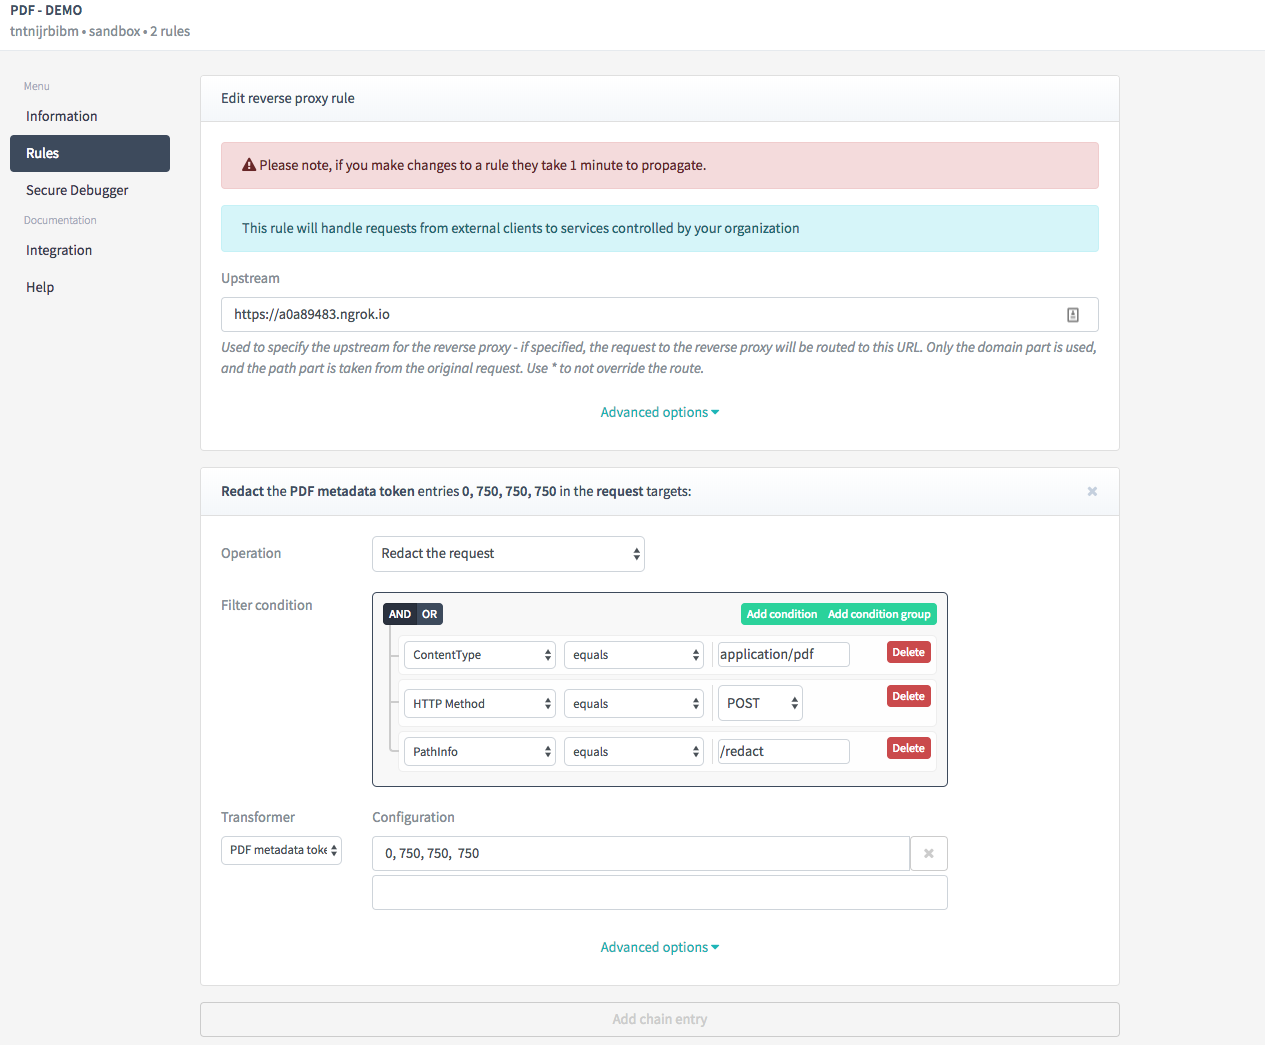 PDF - DEMO
tntnijrbibm • sandbox • 2 rules
Menu
Information
Rules
Secure Debugger
Documentation
Integration
Help
Edit reverse proxy rule
Please note, if you make changes to a rule they take 1 minute to propagate.
This rule will handle requests from external clients to services controlled by your organization
Upstream
https://a0a89483.ngrok.io
Used to specify the upstream for the reverse proxy - if specified, the request to the reverse proxy will be routed to this URL. Only the domain part is used,
and the path part is taken from the original request. Use * to not override the route.
Advanced options
Redact the PDF metadata token entries 0, 750, 750, 750 in the request targets:
Operation
Redact the request
Filter condition
AND OR Add condition Add condition group
ContentType equals application/pdf Delete
HTTP Method equals POST Delete
PathInfo equals /redact Delete
Transformer Configuration
PDF metadata toke 0, 750, 750, 750
Advanced options
Add chain entry